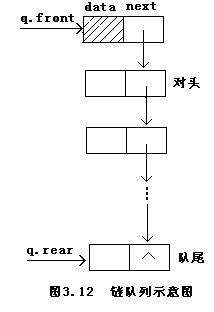 data next
q.front
对头
q.rear
^
队尾
图3.12 链队列示意图